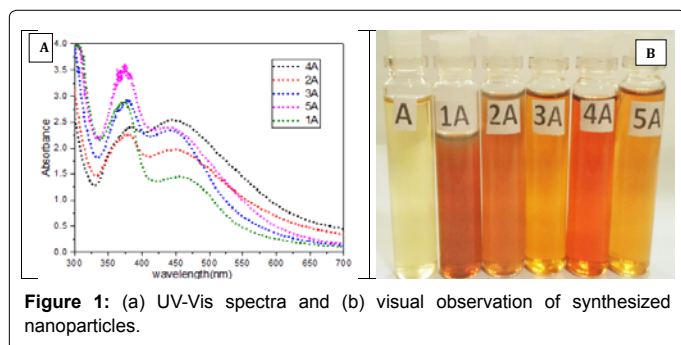 A
B
4.0
3.5
3.0
2.5
2.0
1.5
1.0
0.5
0.0
Absorbance
300 350 400 450 500 550 600 650 700
wavelength(nm)
4A
2A
3A
5A
1A
A 1A 2A 3A 4A 5A
Figure 1: (a) UV-Vis spectra and (b) visual observation of synthesized
nanoparticles.